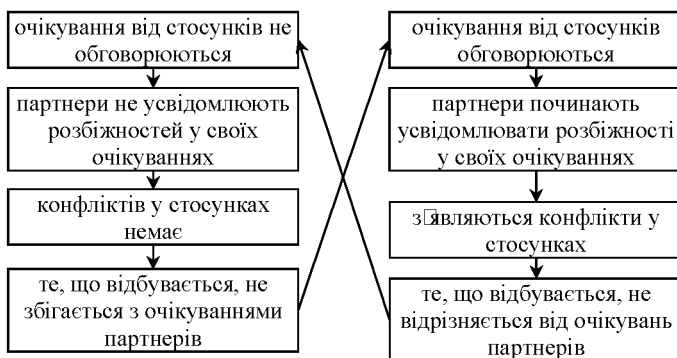 очікування від стосунків не
обговорюються
партнери не усвідомлюють
розбіжностей у своїх
очікуваннях
конфліктів у стосунках
немає
те, що відбувається, не
збігається з очікуваннями
партнерів
очікування від стосунків
обговорюються
партнери починають
усвідомлювати розбіжності
у своїх очікуваннях
з□являються конфлікти у
стосунках
те, що відбувається, не
відрізняється від очікувань
партнерів